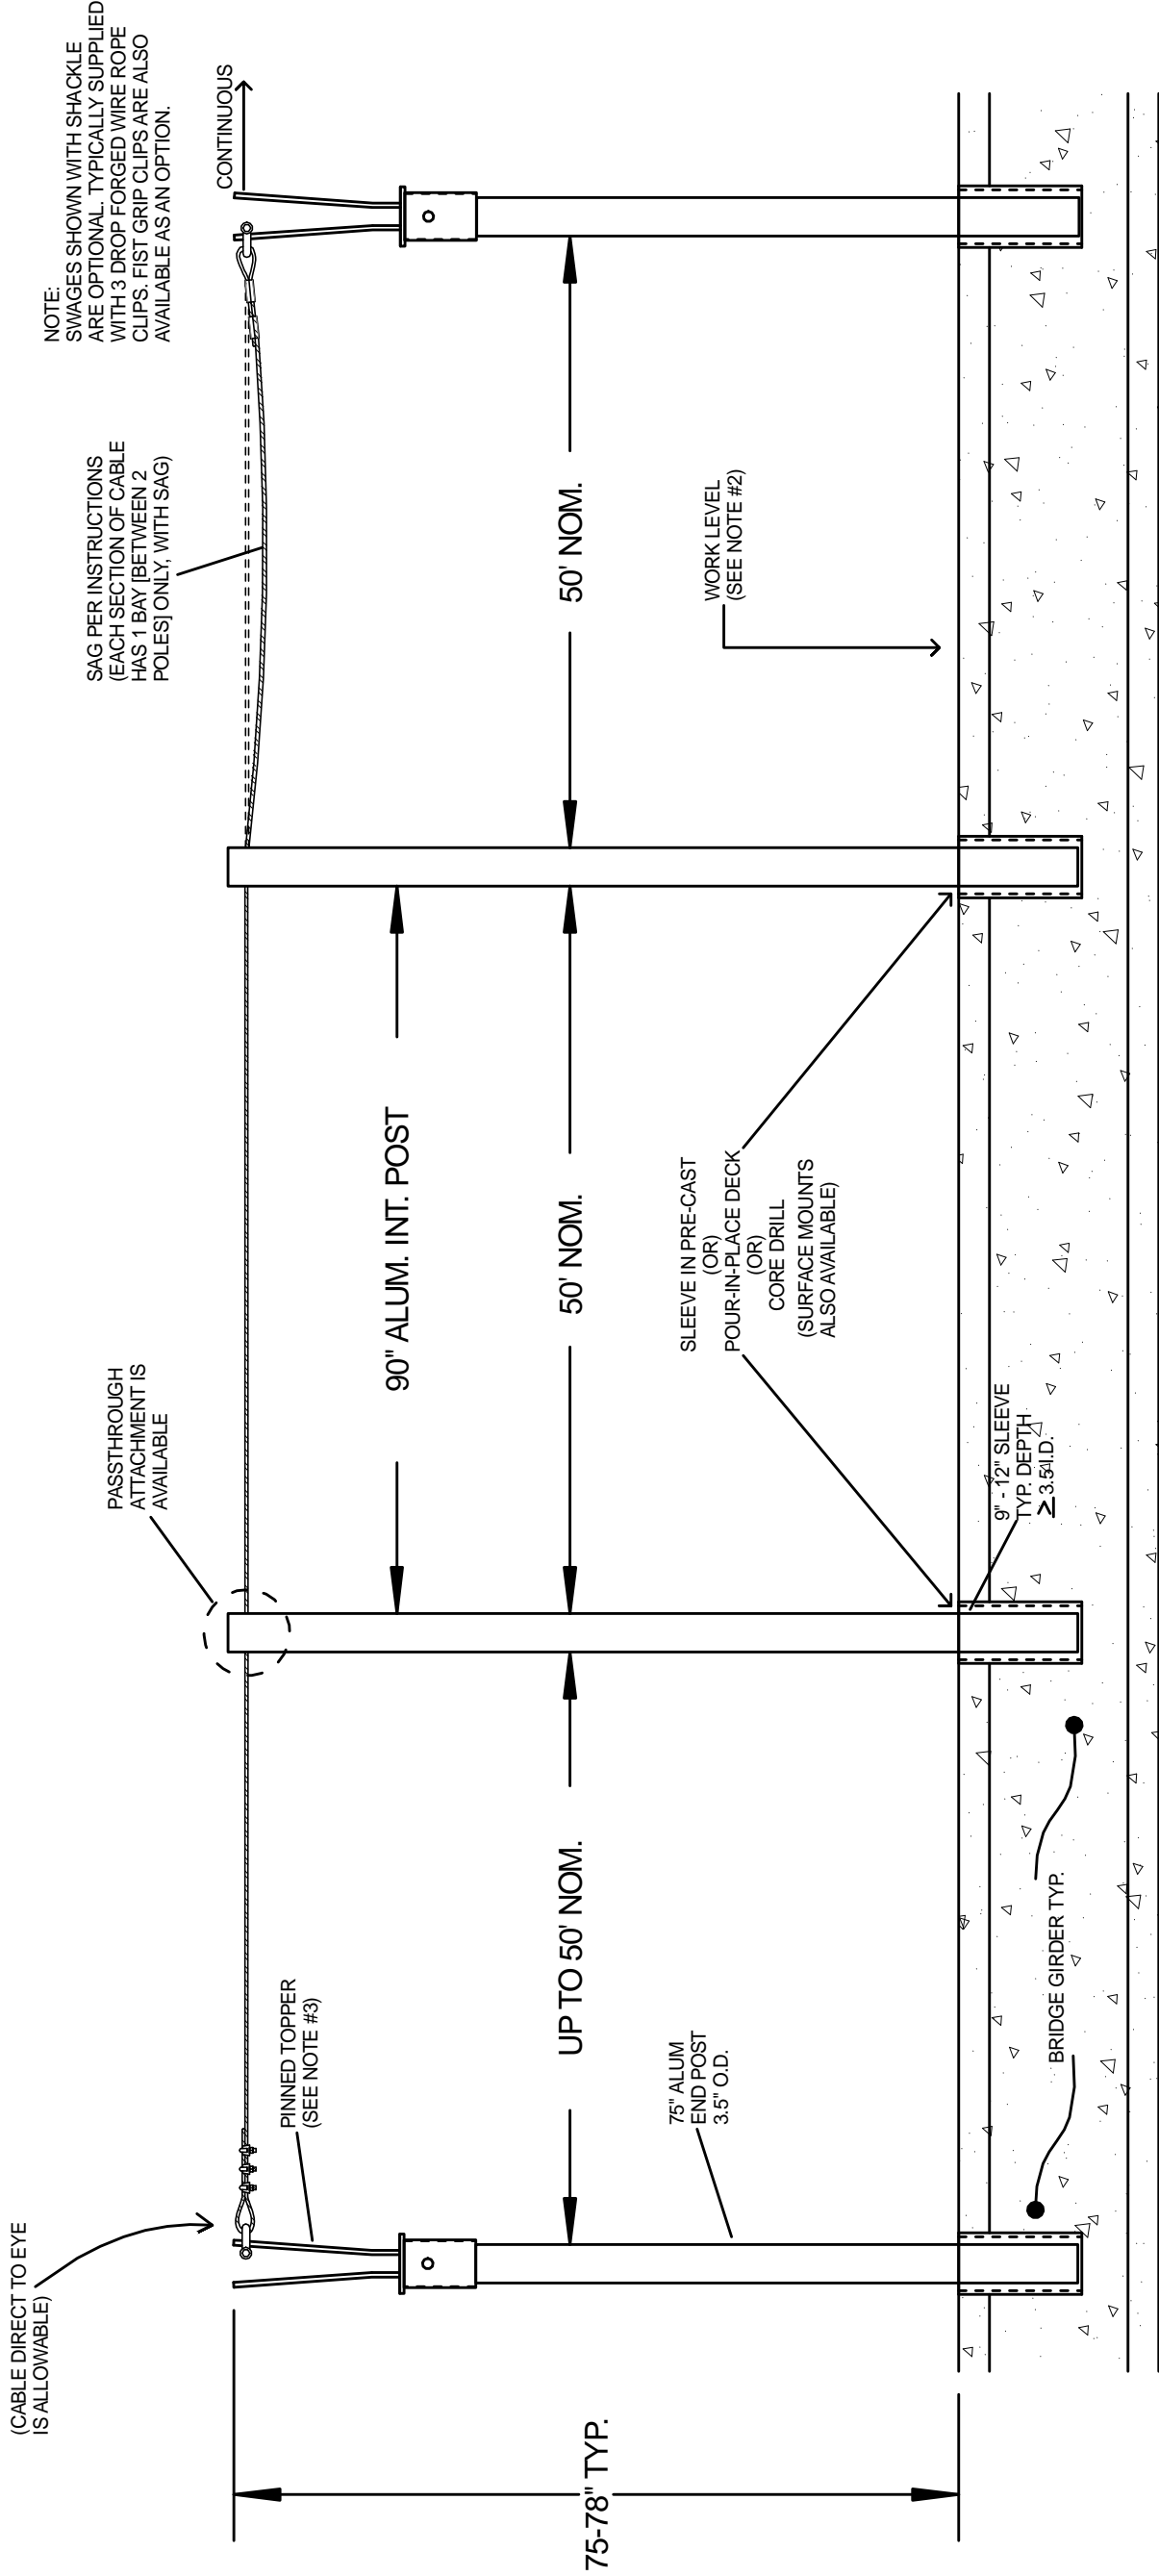 (CABLE DIRECT TO EYE
IS ALLOWABLE)
PASSTHROUGH
ATTACHMENT IS
AVAILABLE
SAG PER INSTRUCTIONS
(EACH SECTION OF CABLE
HAS 1 BAY [BETWEEN 2
POLES] ONLY, WITH SAG)
NOTE:
SWAGES SHOWN WITH SHACKLE
ARE OPTIONAL. TYPICALLY SUPPLIED
WITH 3 DROP FORGED WIRE ROPE
CLIPS. FIST GRIP CLIPS ARE ALSO
AVAILABLE AS AN OPTION.
CONTINUOUS
PINNED TOPPER
(SEE NOTE #3)
90" ALUM. INT. POST
75-78" TYP.
UP TO 50' NOM.
50' NOM.
50' NOM.
75" ALUM
END POST
3.5" O.D.
SLEEVE IN PRE-CAST
(OR)
POUR-IN-PLACE DECK
(OR)
CORE DRILL
(SURFACE MOUNTS
ALSO AVAILABLE)
WORK LEVEL
(SEE NOTE #2)
9" - 12" SLEEVE
TYP. DEPTH
≥ 3.5" I.D.
BRIDGE GIRDER TYP.